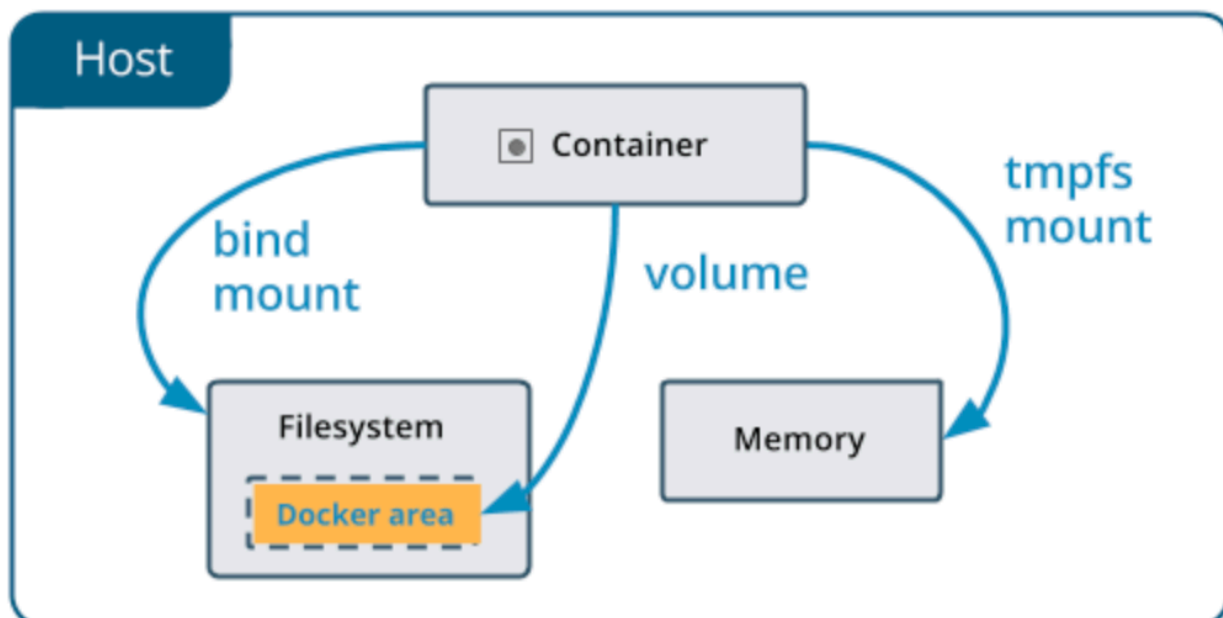 Host
Container
bind
mount
volume
tmpfs
mount
Filesystem
Docker area
Memory